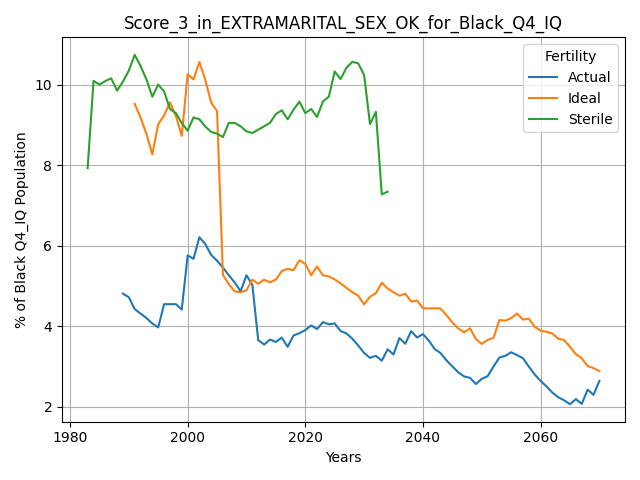 Score_3_in_EXTRAMARITAL_SEX_OK_for_Black_Q4_IQ
Fertility
Actual
Ideal
Sterile
% of Black Q4_IQ Population
10
8
6
4
2
1980
2000
2020
2040
2060
Years